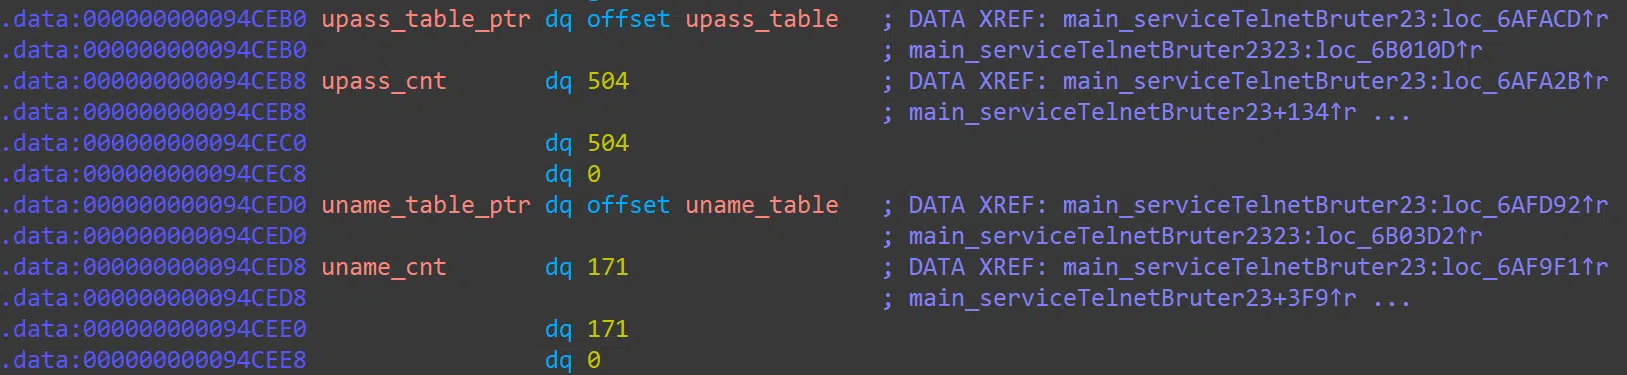 .data:000000000094CEB0 upass_table_ptr dq offset upass_table ; DATA XREF: main_serviceTelnetBruter23:loc_6AFACD↑r
.data:000000000094CEB0 ; main_serviceTelnetBruter2323:loc_6B010D↑r
.data:000000000094CEB8 upass_cnt dq 504 ; DATA XREF: main_serviceTelnetBruter23:loc_6AFA2B↑r
.data:000000000094CEB8 ; main_serviceTelnetBruter23+134↑r ...
.data:000000000094CEC0 dq 504
.data:000000000094CEC8 dq 0
.data:000000000094CED0 uname_table_ptr dq offset uname_table ; DATA XREF: main_serviceTelnetBruter23:loc_6AFD92↑r
.data:000000000094CED0 ; main_serviceTelnetBruter2323:loc_6B03D2↑r
.data:000000000094CED8 uname_cnt dq 171 ; DATA XREF: main_serviceTelnetBruter23:loc_6AF9F1↑r
.data:000000000094CED8 ; main_serviceTelnetBruter23+3F9↑r ...
.data:000000000094CEE0 dq 171
.data:000000000094CEE8 dq 0